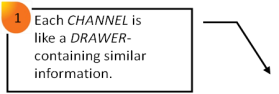 1
Each CHANNEL is
like a DRAWER-
containing similar
information.